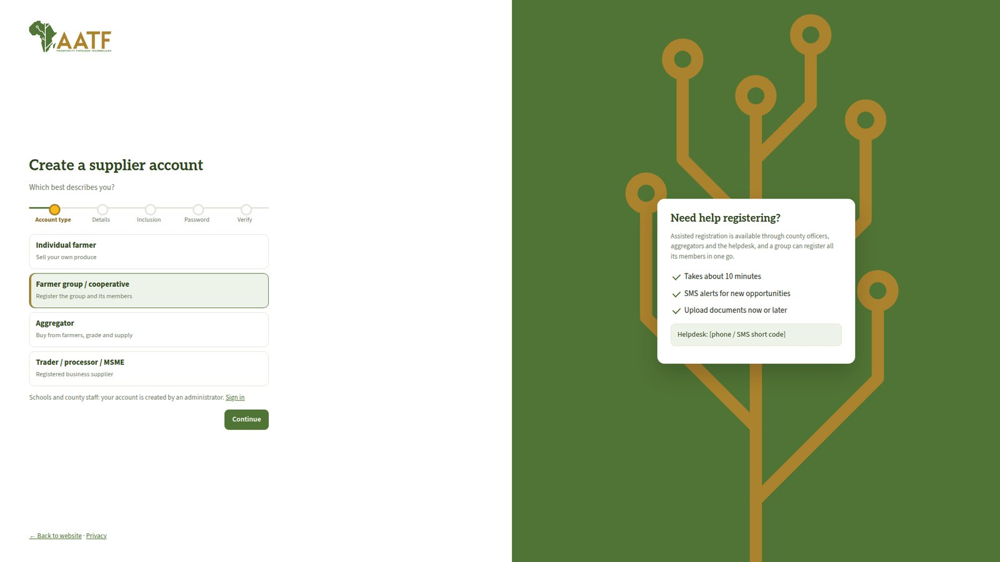 AATF
PROSPERITY THROUGH TECHNOLOGY
Create a supplier account
Which best describes you?
Account type
Details
Inclusion
Password
Verify
Individual farmer
Sell your own produce
Farmer group / cooperative
Register the group and its members
Aggregator
Buy from farmers, grade and supply
Trader / processor / MSME
Registered business supplier
Schools and county staff: your account is created by an administrator. Sign in
Continue
← Back to website · Privacy
Need help registering?
Assisted registration is available through county officers,
aggregators and the helpdesk, and a group can register all
its members in one go.
Takes about 10 minutes
SMS alerts for new opportunities
Upload documents now or later
Helpdesk: [phone / SMS short code]